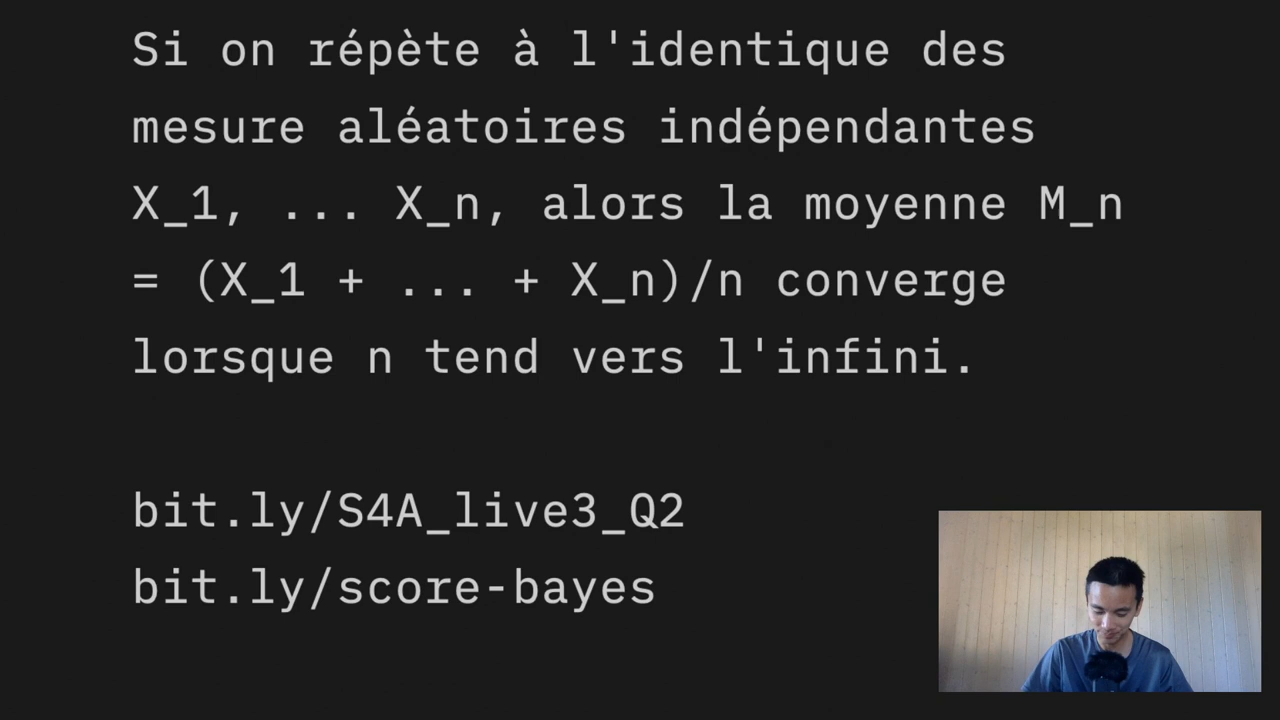 Si on répète à l'identique des
mesure aléatoires indépendantes
X_1, ... X_n, alors la moyenne M_n
= (X_1 + ... + X_n)/n converge
lorsque n tend vers l'infini.
bit.ly/S4A_live3_Q2
bit.ly/score-bayes